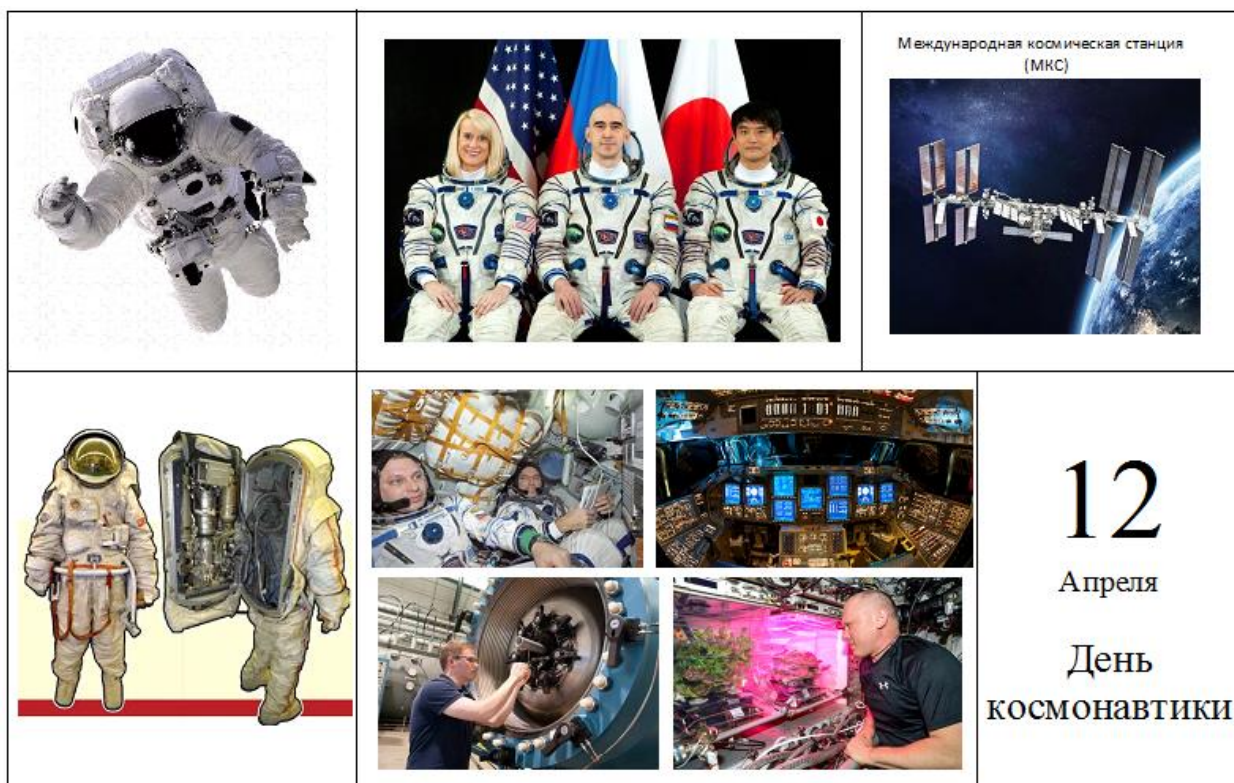 Международная космическая станция
(МКС)
12
Апреля
День
космонавтики